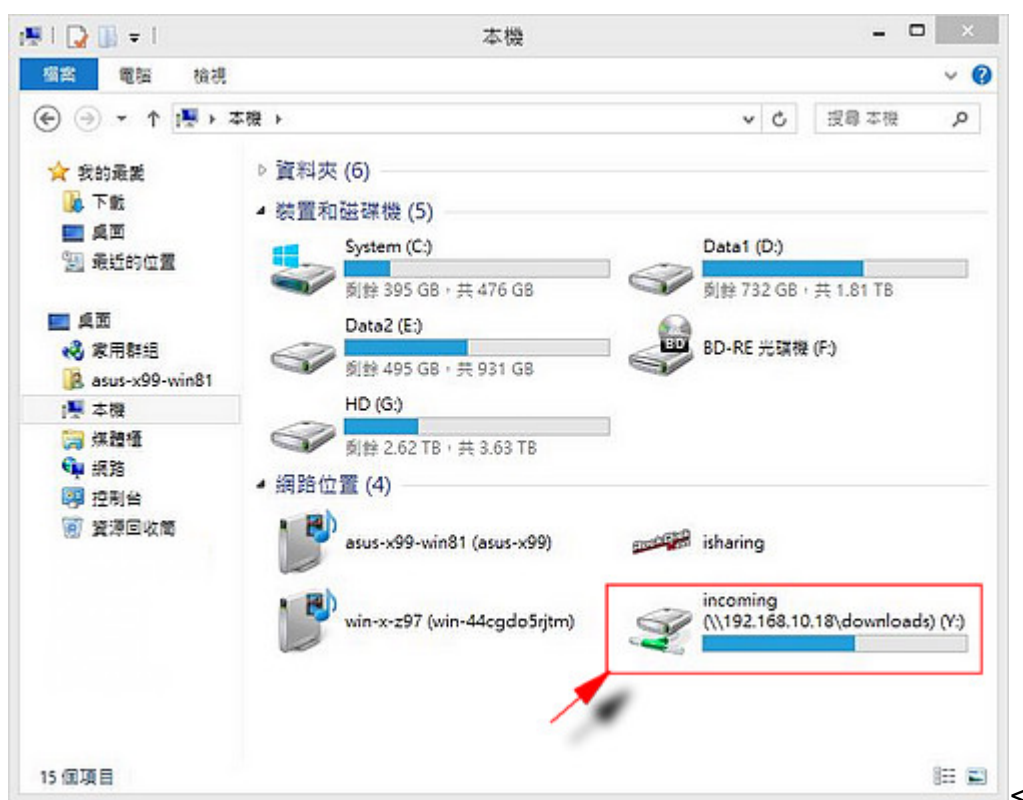 本機
檔案 電腦 檢視
本機
搜尋 本機
我的最愛
下載
桌面
最近的位置
桌面
家用群組
asus-x99-win81
本機
媒體櫃
網路
控制台
資源回收筒
資料夾 (6)
裝置和磁碟機 (5)
System (C:)
剩餘 395 GB，共 476 GB
Data1 (D:)
剩餘 732 GB，共 1.81 TB
Data2 (E:)
剩餘 495 GB，共 931 GB
BD
BD-RE 光碟機 (F:)
HD (G:)
剩餘 2.62 TB，共 3.63 TB
網路位置 (4)
asus-x99-win81 (asus-x99)
isharing
win-x-z97 (win-44cgdo5rjtm)
incoming
(\\192.168.10.18\downloads) (Y:)
15 個項目
<